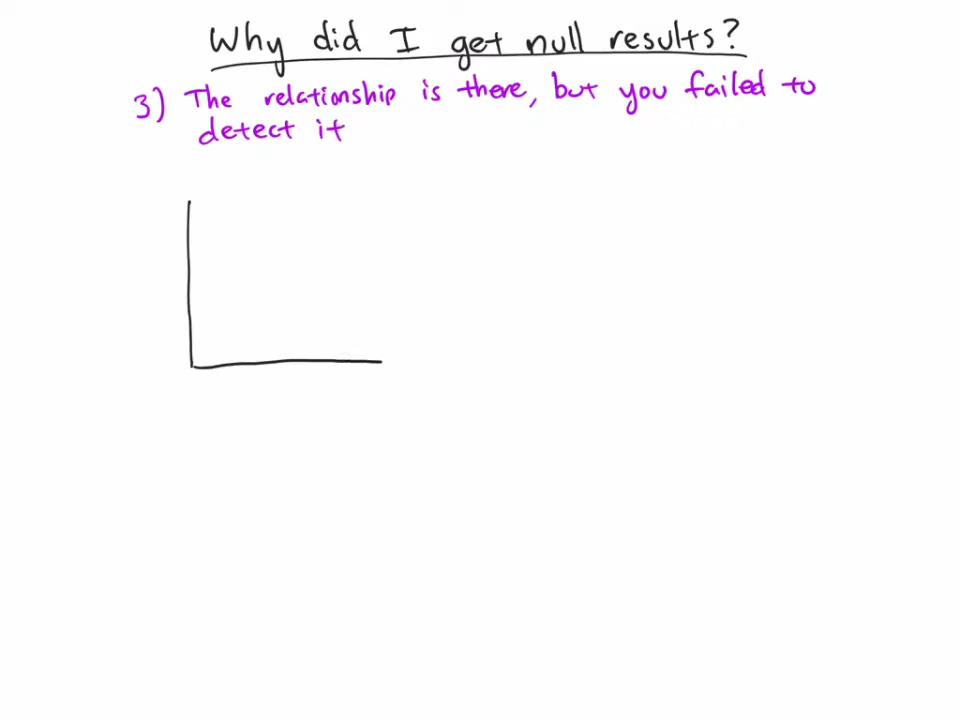 Why did I get null results?
3) The relationship is there, but you failed to
detect it